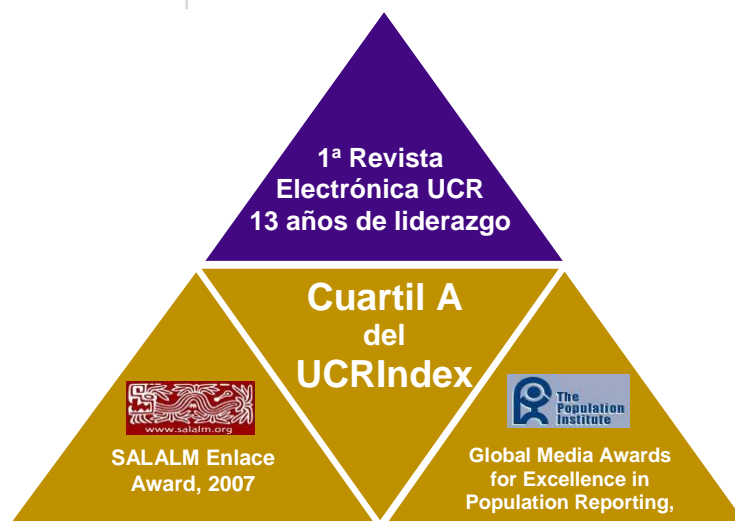 1ª Revista
Electrónica UCR
13 años de liderazgo
Cuartil A
del
UCRIndex
www.salalm.org
SALALM Enlace
Award, 2007
The
Population
Institute
Global Media Awards
for Excellence in
Population Reporting,